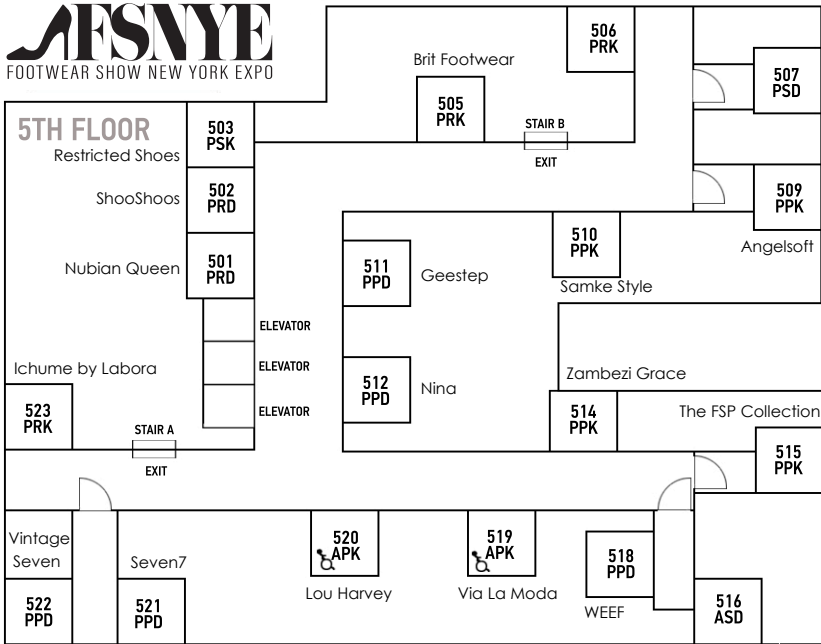 FSNYE
FOOTWEAR SHOW NEW YORK EXPO
5TH FLOOR
506
PRK
Brit Footwear
505
PRK
507
PSD
503
PSK
Restricted Shoes
STAIR B
EXIT
502
PRD
ShooShoos
509
PPK
Angelsoft
501
PRD
Nubian Queen
510
PPK
Samke Style
511
PPD
Geestep
ELEVATOR
ELEVATOR
ELEVATOR
Ichume by Labora
523
PRK
512
PPD
Nina
Zambezi Grace
514
PPK
The FSP Collection
515
PPK
STAIR A
EXIT
Vintage
Seven
522
PPD
Seven7
521
PPD
520
APK
Lou Harvey
519
APK
Via La Moda
518
PPD
WEEF
516
ASD